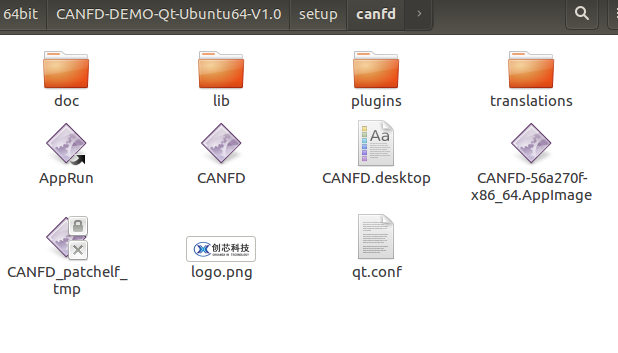 64bit
CANFD-DEMO-Qt-Ubuntu64-V1.0
setup
canfd
doc
lib
plugins
translations
Aa
AppRun
CANFD
CANFD.desktop
CANFD-56a270f-
x86_64.AppImage
CANFD_patchelf_
tmp
创芯科技
logo.png
qt.conf